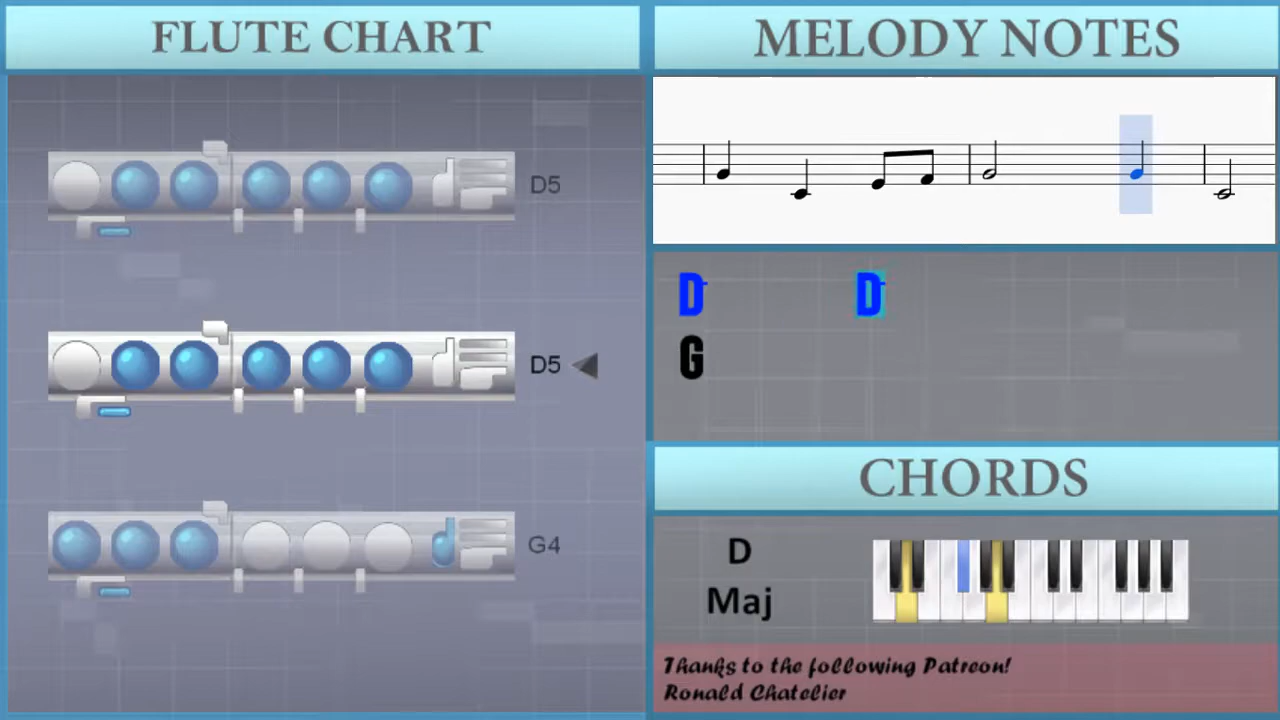 FLUTE CHART
D5
D5
G4
MELODY NOTES
D D
G
CHORDS
D
Maj
Thanks to the following Patreon!
Ronald Chatelier